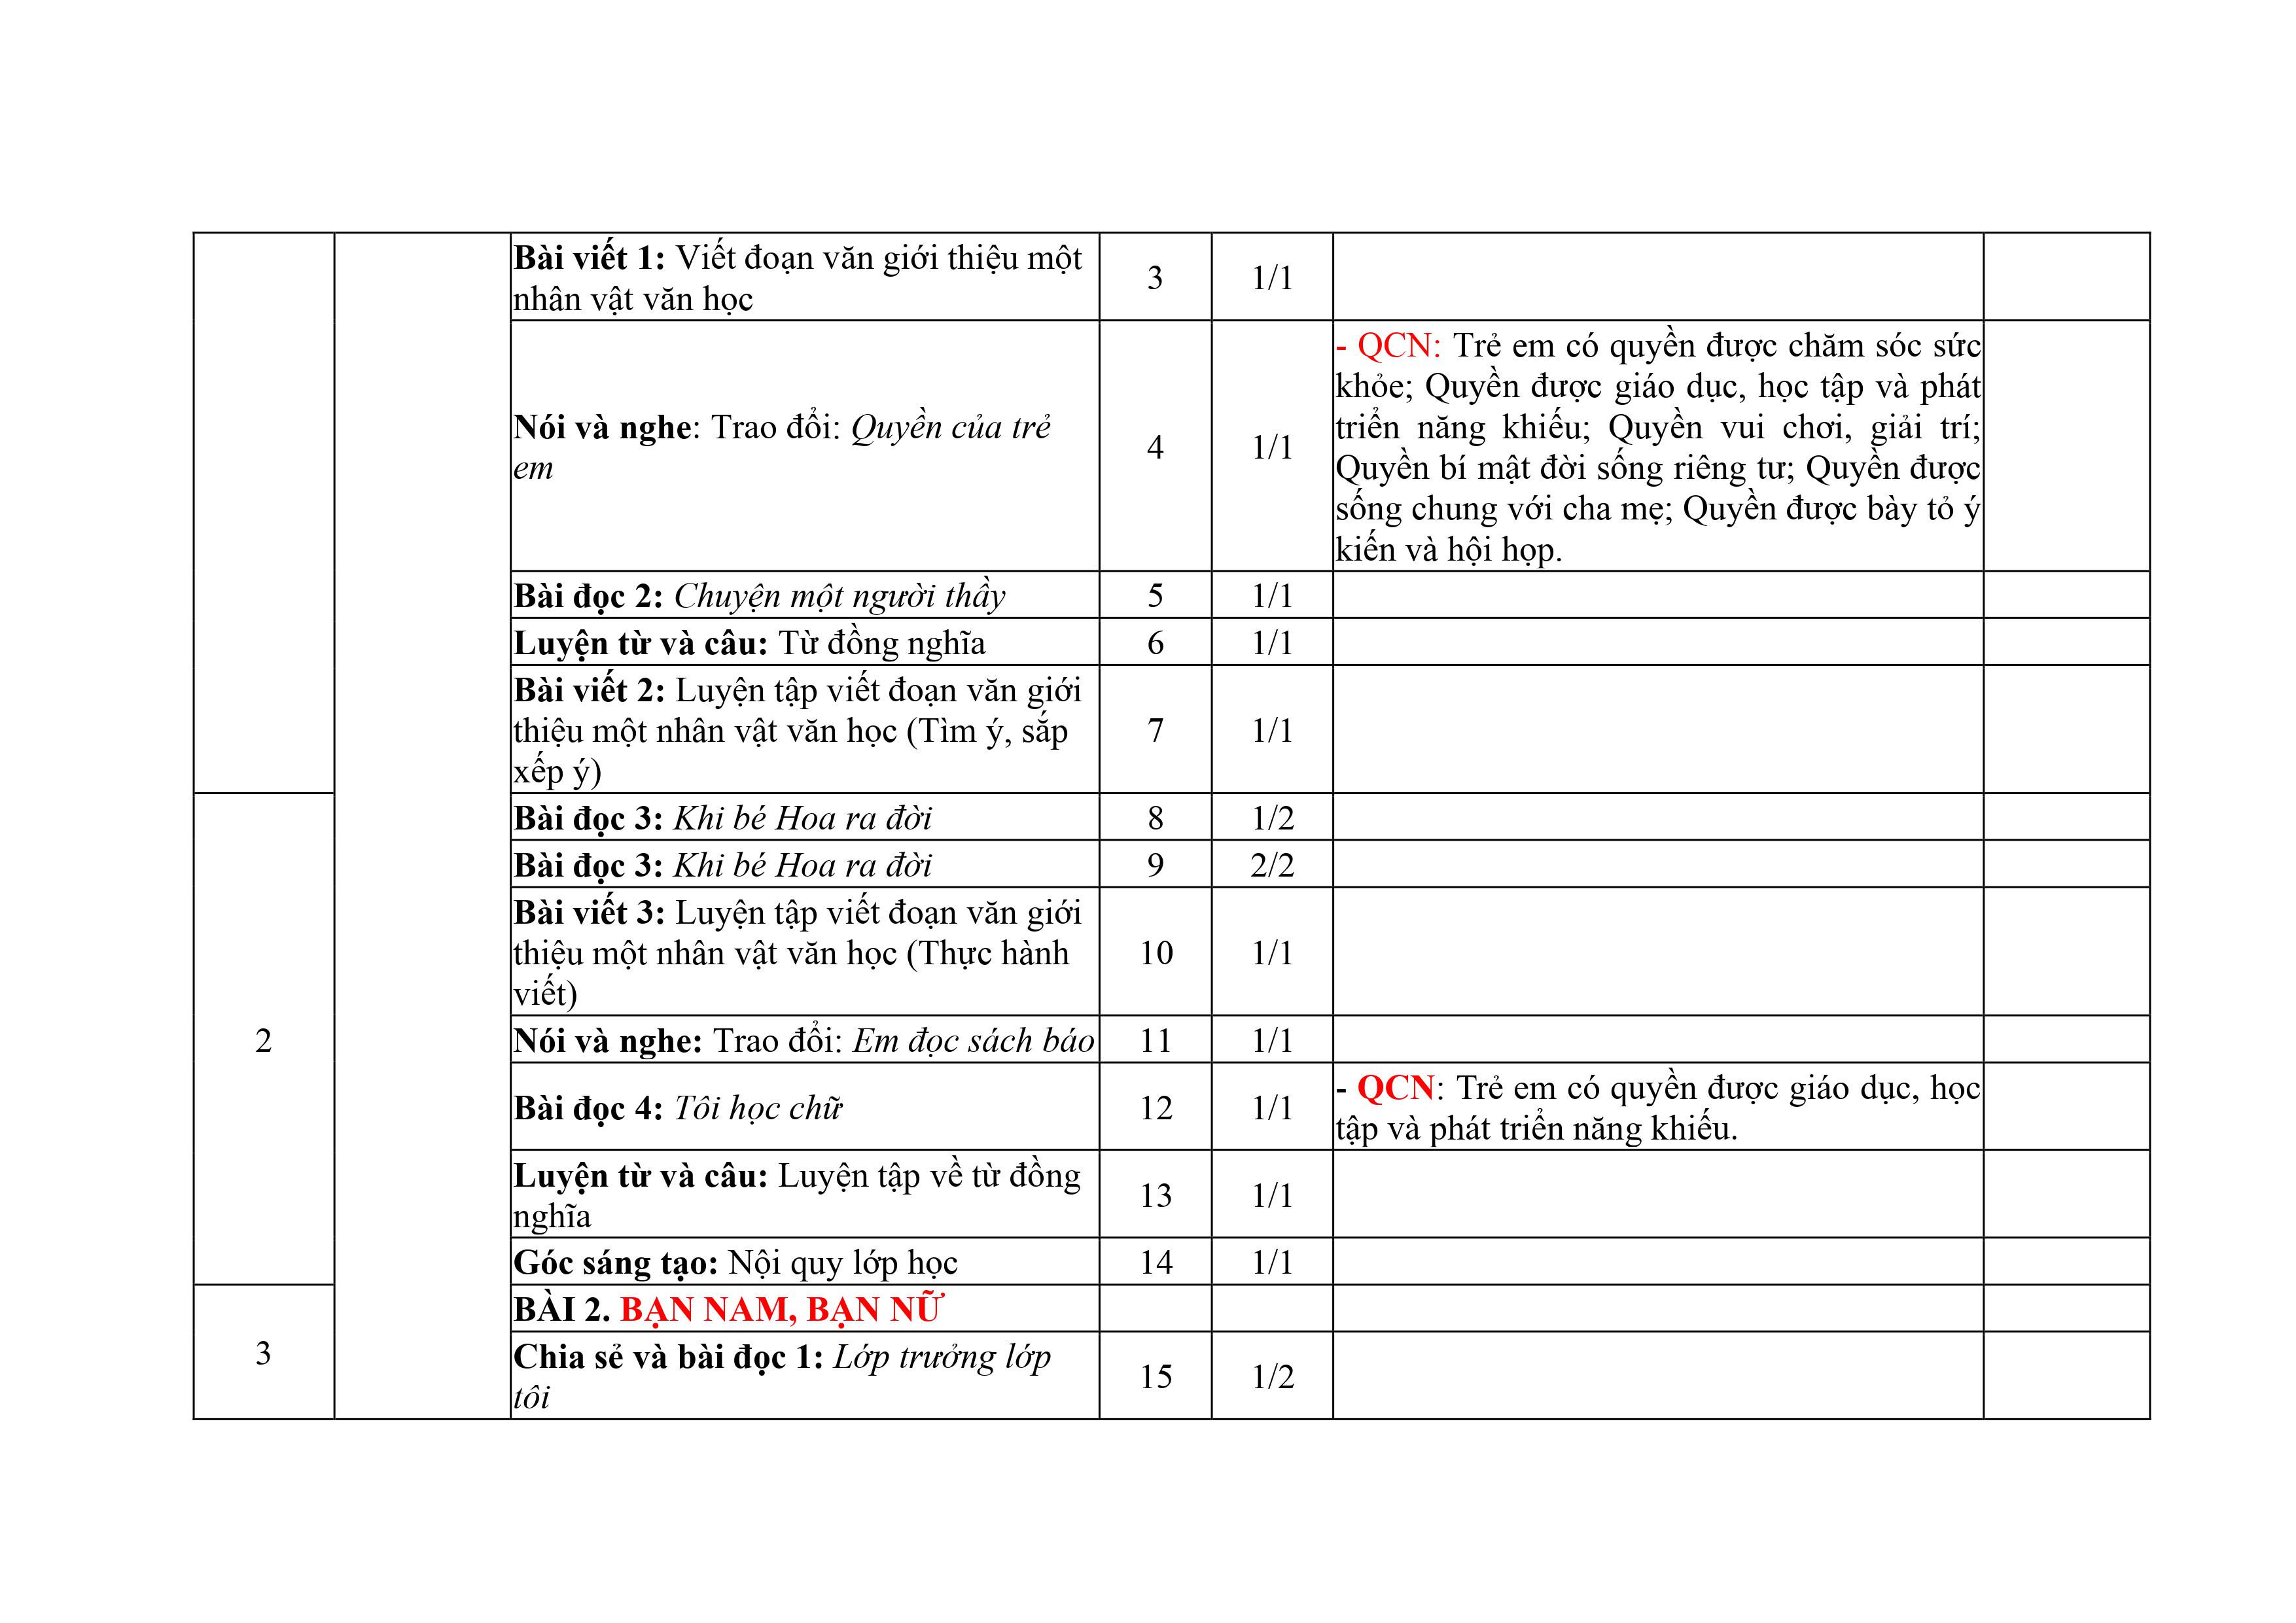 Bài viết 1: Viết đoạn văn giới thiệu một
nhân vật văn học
3
1/1
Nói và nghe: Trao đổi: Quyền của trẻ
em
4
1/1
- QCN: Trẻ em có quyền được chăm sóc sức
khỏe; Quyền được giáo dục, học tập và phát
triển năng khiếu; Quyền vui chơi, giải trí;
Quyền bí mật đời sống riêng tư; Quyền được
sống chung với cha mẹ; Quyền được bày tỏ ý
kiến và hội họp.
Bài đọc 2: Chuyện một người thầy
5
1/1
Luyện từ và câu: Từ đồng nghĩa
6
1/1
Bài viết 2: Luyện tập viết đoạn văn giới
thiệu một nhân vật văn học (Tìm ý, sắp
xếp ý)
7
1/1
2
Bài đọc 3: Khi bé Hoa ra đời
8
1/2
Bài đọc 3: Khi bé Hoa ra đời
9
2/2
Bài viết 3: Luyện tập viết đoạn văn giới
thiệu một nhân vật văn học (Thực hành
viết)
10
1/1
Nói và nghe: Trao đổi: Em đọc sách báo
11
1/1
Bài đọc 4: Tôi học chữ
12
1/1
- QCN: Trẻ em có quyền được giáo dục, học
tập và phát triển năng khiếu.
Luyện từ và câu: Luyện tập về từ đồng
nghĩa
13
1/1
Góc sáng tạo: Nội quy lớp học
14
1/1
3
BÀI 2. BẠN NAM, BẠN NỮ
Chia sẻ và bài đọc 1: Lớp trưởng lớp
tôi
15
1/2